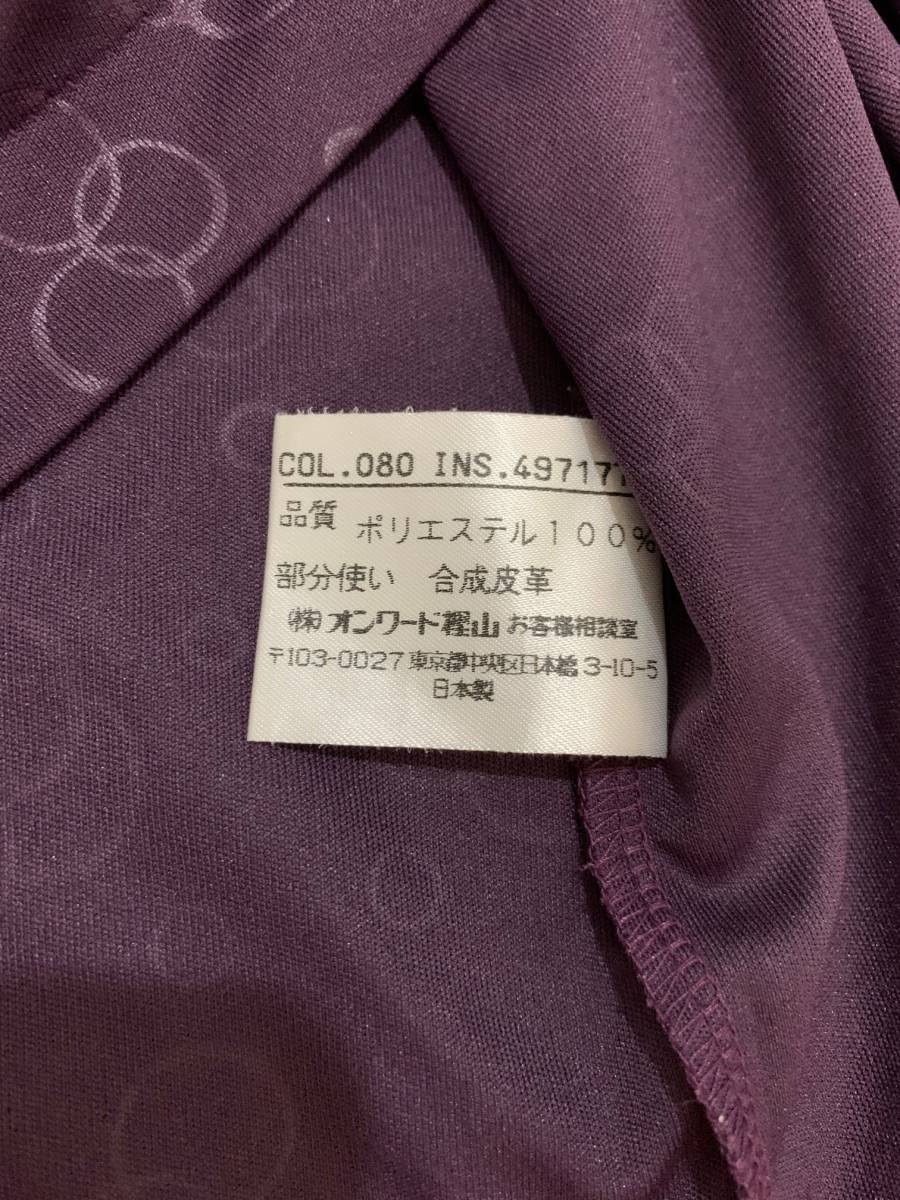 COL.080 INS.497177
品質 ポリエステル100%
部分使い 合成皮革
(株)オンワード樫山 お客様相談室
〒103-0027 東京都中央区日本橋3-10-5
日本製